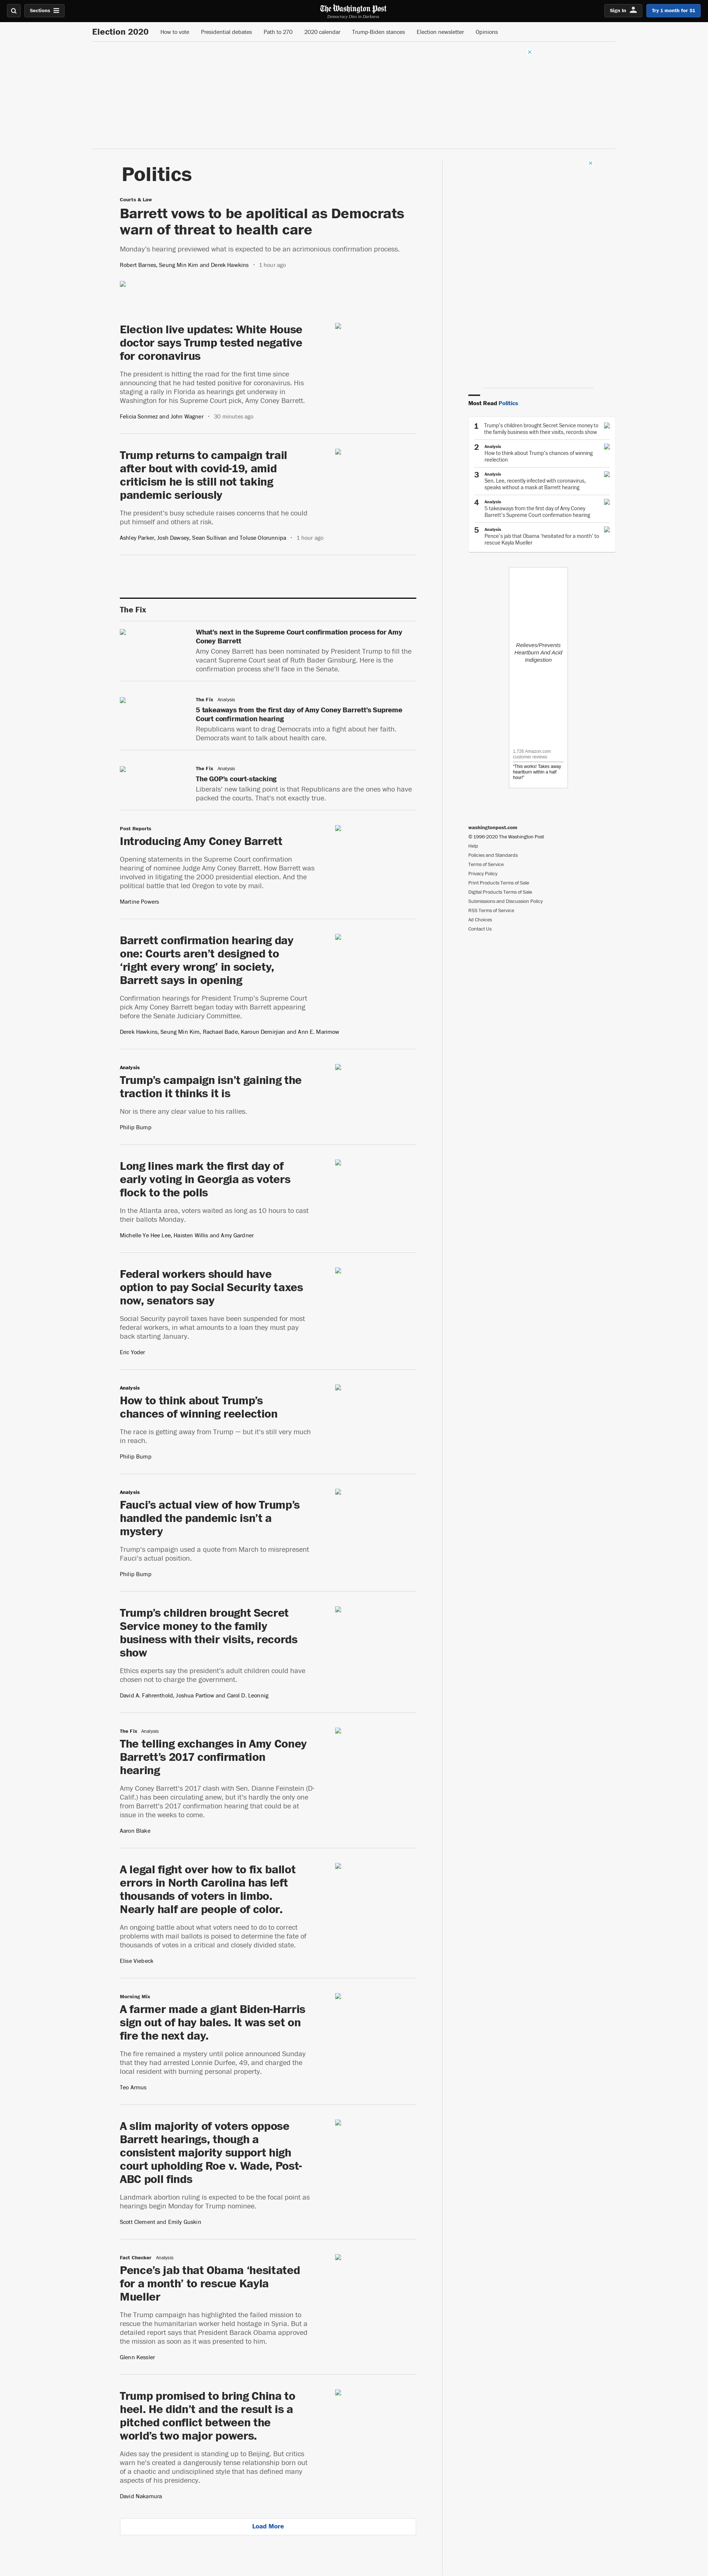 Sections
The Washington Post
Democracy Dies in Darkness
Sign In
Try 1 month for $1
Election 2020
How to vote
Presidential debates
Path to 270
2020 calendar
Trump-Biden stances
Election newsletter
Opinions
Politics
Courts & Law
Barrett vows to be apolitical as Democrats
warn of threat to health care
Monday's hearing previewed what is expected to be an acrimonious confirmation process.
Robert Barnes, Seung Min Kim and Derek Hawkins • 1 hour ago
Election live updates: White House
doctor says Trump tested negative
for coronavirus
The president is hitting the road for the first time since
announcing that he had tested positive for coronavirus. His
staging a rally in Florida as hearings get underway in
Washington for his Supreme Court pick, Amy Coney Barrett.
Felicia Sonmez and John Wagner • 30 minutes ago
Trump returns to campaign trail
after bout with covid-19, amid
criticism he is still not taking
pandemic seriously
The president's busy schedule raises concerns that he could
put himself and others at risk.
Ashley Parker, Josh Dawsey, Sean Sullivan and Toluse Olorunnipa • 1 hour ago
The Fix
What's next in the Supreme Court confirmation process for Amy
Coney Barrett
Amy Coney Barrett has been nominated by President Trump to fill the
vacant Supreme Court seat of Ruth Bader Ginsburg. Here is the
confirmation process she'll face in the Senate.
The Fix Analysis
5 takeaways from the first day of Amy Coney Barrett's Supreme
Court confirmation hearing
Republicans want to drag Democrats into a fight about her faith.
Democrats want to talk about health care.
The Fix Analysis
The GOP's court-stacking
Liberals' new talking point is that Republicans are the ones who have
packed the courts. That's not exactly true.
Post Reports
Introducing Amy Coney Barrett
Opening statements in the Supreme Court confirmation
hearing of nominee Judge Amy Coney Barrett. How Barrett was
involved in litigating the 2000 presidential election. And the
political battle that led Oregon to vote by mail.
Martine Powers
Barrett confirmation hearing day
one: Courts aren't designed to
'right every wrong' in society,
Barrett says in opening
Confirmation hearings for President Trump's Supreme Court
pick Amy Coney Barrett began today with Barrett appearing
before the Senate Judiciary Committee.
Derek Hawkins, Seung Min Kim, Rachael Bade, Karoun Demirjian and Ann E. Marimow
Analysis
Trump's campaign isn't gaining the
traction it thinks it is
Nor is there any clear value to his rallies.
Philip Bump
Long lines mark the first day of
early voting in Georgia as voters
flock to the polls
In the Atlanta area, voters waited as long as 10 hours to cast
their ballots Monday.
Michelle Ye Hee Lee, Haisten Willis and Amy Gardner
Federal workers should have
option to pay Social Security taxes
now, senators say
Social Security payroll taxes have been suspended for most
federal workers, in what amounts to a loan they must pay
back starting January.
Eric Yoder
Analysis
How to think about Trump's
chances of winning reelection
The race is getting away from Trump — but it's still very much
in reach.
Philip Bump
Analysis
Fauci's actual view of how Trump's
handled the pandemic isn't a
mystery
Trump's campaign used a quote from March to misrepresent
Fauci's actual position.
Philip Bump
Trump's children brought Secret
Service money to the family
business with their visits, records
show
Ethics experts say the president's adult children could have
chosen not to charge the government.
David A. Fahrenthold, Joshua Partlow and Carol D. Leonnig
The Fix Analysis
The telling exchanges in Amy Coney
Barrett's 2017 confirmation
hearing
Amy Coney Barrett's 2017 clash with Sen. Dianne Feinstein (D-
Calif.) has been circulating anew, but it's hardly the only one
from Barrett's 2017 confirmation hearing that could be at
issue in the weeks to come.
Aaron Blake
A legal fight over how to fix ballot
errors in North Carolina has left
thousands of voters in limbo.
Nearly half are people of color.
An ongoing battle about what voters need to do to correct
problems with mail ballots is poised to determine the fate of
thousands of votes in a critical and closely divided state.
Elise Viebeck
Morning Mix
A farmer made a giant Biden-Harris
sign out of hay bales. It was set on
fire the next day.
The fire remained a mystery until police announced Sunday
that they had arrested Lonnie Durfee, 49, and charged the
local resident with burning personal property.
Teo Armus
A slim majority of voters oppose
Barrett hearings, though a
consistent majority support high
court upholding Roe v. Wade, Post-
ABC poll finds
Landmark abortion ruling is expected to be the focal point as
hearings begin Monday for Trump nominee.
Scott Clement and Emily Guskin
Fact Checker Analysis
Pence's jab that Obama 'hesitated
for a month' to rescue Kayla
Mueller
The Trump campaign has highlighted the failed mission to
rescue the humanitarian worker held hostage in Syria. But a
detailed report says that President Barack Obama approved
the mission as soon as it was presented to him.
Glenn Kessler
Trump promised to bring China to
heel. He didn't and the result is a
pitched conflict between the
world's two major powers.
Aides say the president is standing up to Beijing. But critics
warn he's created a dangerously tense relationship born out
of a chaotic and undisciplined style that has defined many
aspects of his presidency.
David Nakamura
Load More
Most Read Politics
1 Trump's children brought Secret Service money to
the family business with their visits, records show
2 Analysis
How to think about Trump's chances of winning
reelection
3 Analysis
Sen. Lee, recently infected with coronavirus,
speaks without a mask at Barrett hearing
4 Analysis
5 takeaways from the first day of Amy Coney
Barrett's Supreme Court confirmation hearing
5 Analysis
Pence's jab that Obama 'hesitated for a month' to
rescue Kayla Mueller
Relieves/Prevents
Heartburn And Acid
Indigestion
1,726 Amazon.com
customer reviews
"This works! Takes away
heartburn within a half
hour!"
washingtonpost.com
© 1996-2020 The Washington Post
Help
Policies and Standards
Terms of Service
Privacy Policy
Print Products Terms of Sale
Digital Products Terms of Sale
Submissions and Discussion Policy
RSS Terms of Service
Ad Choices
Contact Us